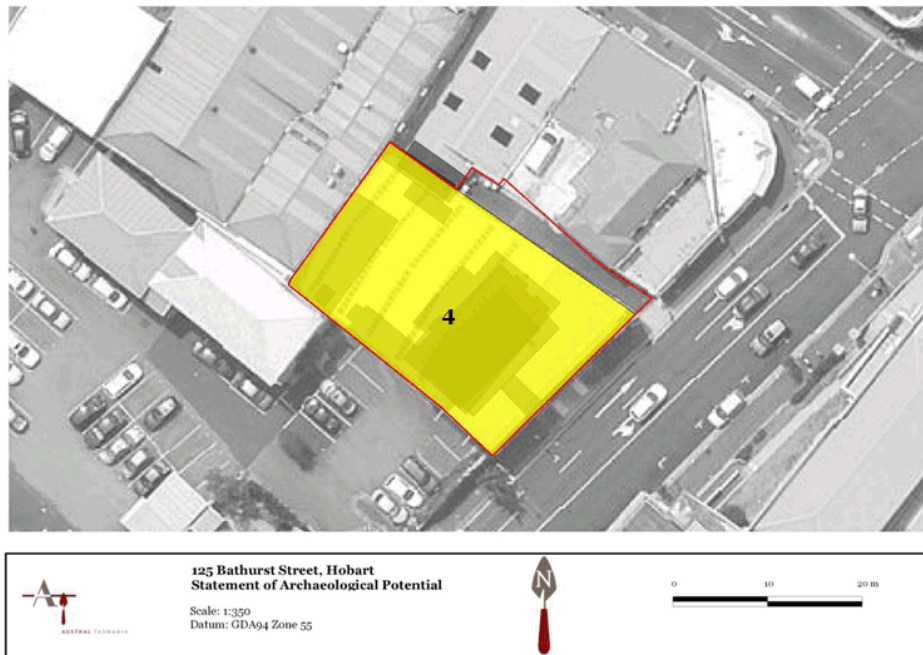 4
125 Bathurst Street, Hobart
Statement of Archaeological Potential
Scale: 1:350
Datum: GDA94 Zone 55
A T
AUSTRAL TASMANIA
N
0 10 20 m